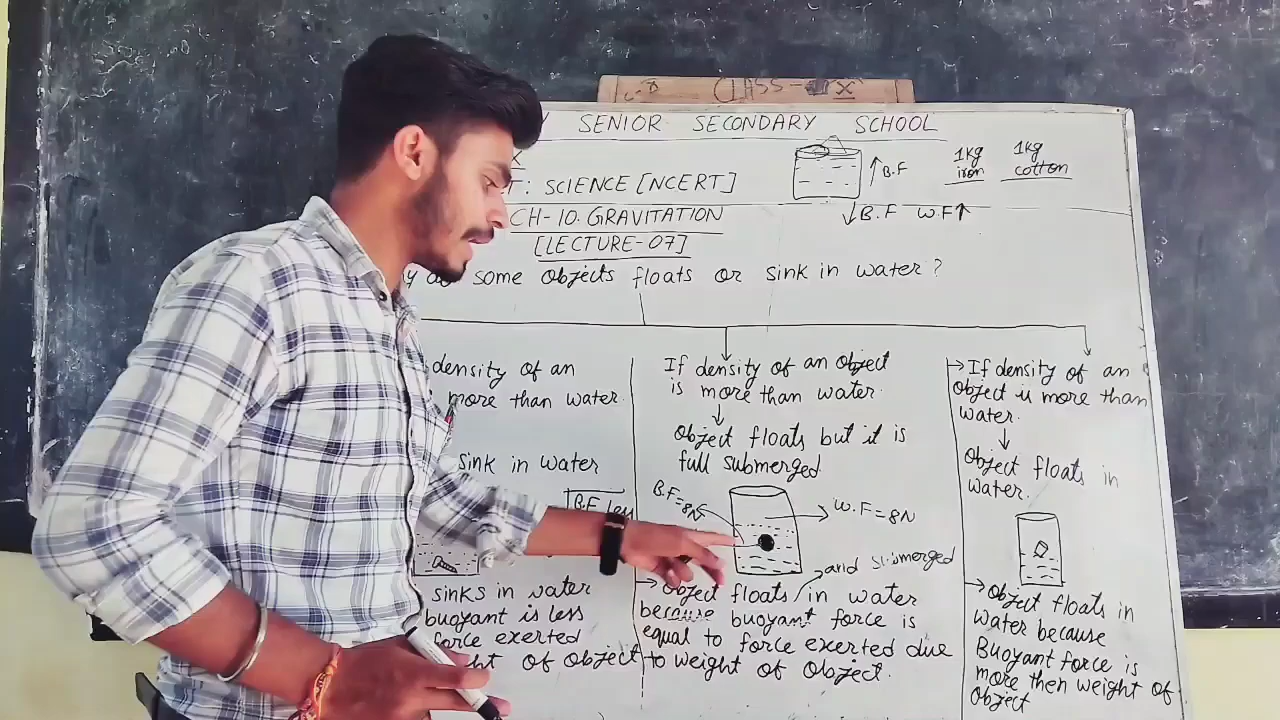 CLASS - X
SENIOR SECONDARY SCHOOL
: SCIENCE [NCERT]
CH-10. GRAVITATION
[LECTURE-07]
↑ B.F
↓ B.F W.F↑
1kg
iron
1kg
cotton
some objects floats or sink in water?
density of an
more than water.
sink in water
B.F
sinks in water
buoyant is less
force exerted
of object
If density of an object
is more than water.
↓
object floats but it is
full submerged
B.F=8N
W.F=8N
and submerged
→ object floats in water
because buoyant force is
equal to force exerted due
to weight of object.
→ If density of an
object is more than
water.
↓
object floats in
water.
→ object floats in
water because
Buoyant force is
more then weight of
object